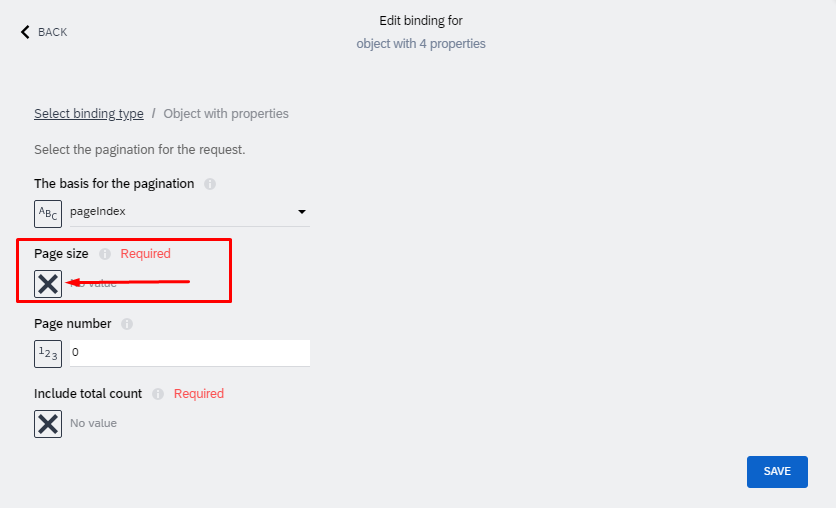 Edit binding for
BACK
object with 4 properties
Select binding type / Object with properties
Select the pagination for the request.
The basis for the pagination
ABC pageIndex
Page size Required
No value
Page number
123 0
Include total count Required
No value
SAVE